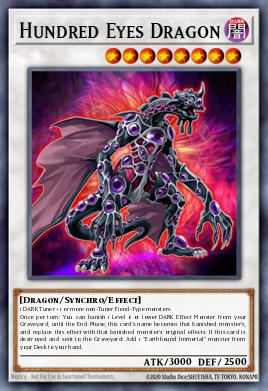 HUNDRED EYES DRAGON
DARK
闇
[Dragon/Synchro/Effect]
1 DARK Tuner + 1 or more non-Tuner Fiend-Type monsters
Once per turn: You can banish 1 Level 6 or lower DARK Effect Monster from
your Graveyard; until the End Phase, this card's name becomes that banished monster's,
and replace this effect with that banished monster's original effects. If this card is
destroyed and sent to the Graveyard: Add 1 "Earthbound Immortal" monster from
your Deck to your hand.
ATK/3000 DEF/2500
Replica - Not For Use in Sanctioned Tournaments.
©2020 Studio Dice/SHUEISHA, TV TOKYO, KONAMI